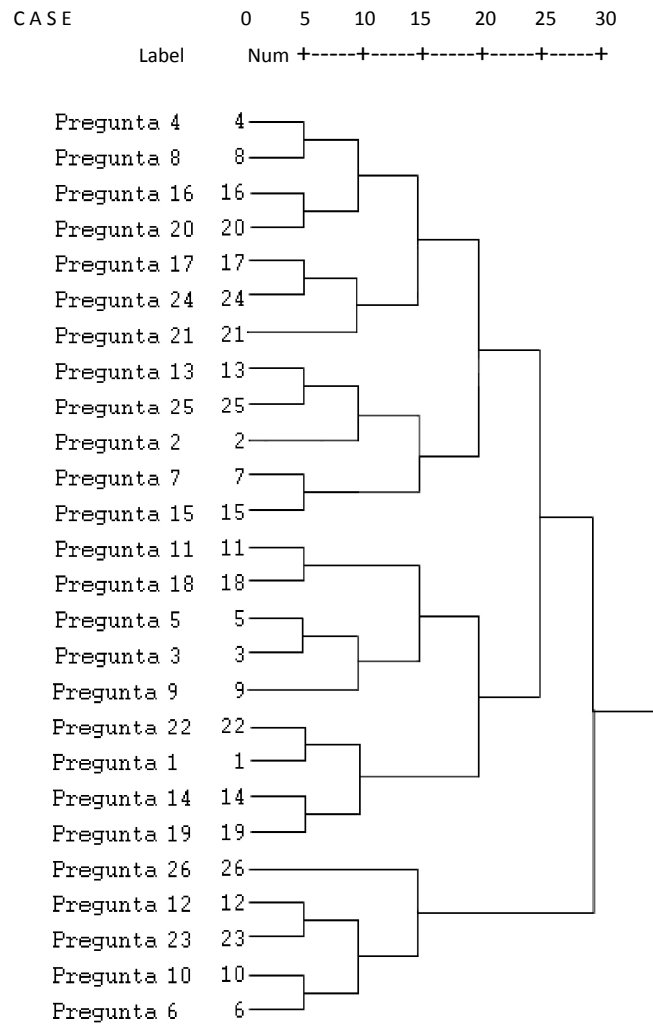 C A S E 0 5 10 15 20 25 30
Label Num +-----+-----+-----+-----+-----+
Pregunta 4 4
Pregunta 8 8
Pregunta 16 16
Pregunta 20 20
Pregunta 17 17
Pregunta 24 24
Pregunta 21 21
Pregunta 13 13
Pregunta 25 25
Pregunta 2 2
Pregunta 7 7
Pregunta 15 15
Pregunta 11 11
Pregunta 18 18
Pregunta 5 5
Pregunta 3 3
Pregunta 9 9
Pregunta 22 22
Pregunta 1 1
Pregunta 14 14
Pregunta 19 19
Pregunta 26 26
Pregunta 12 12
Pregunta 23 23
Pregunta 10 10
Pregunta 6 6